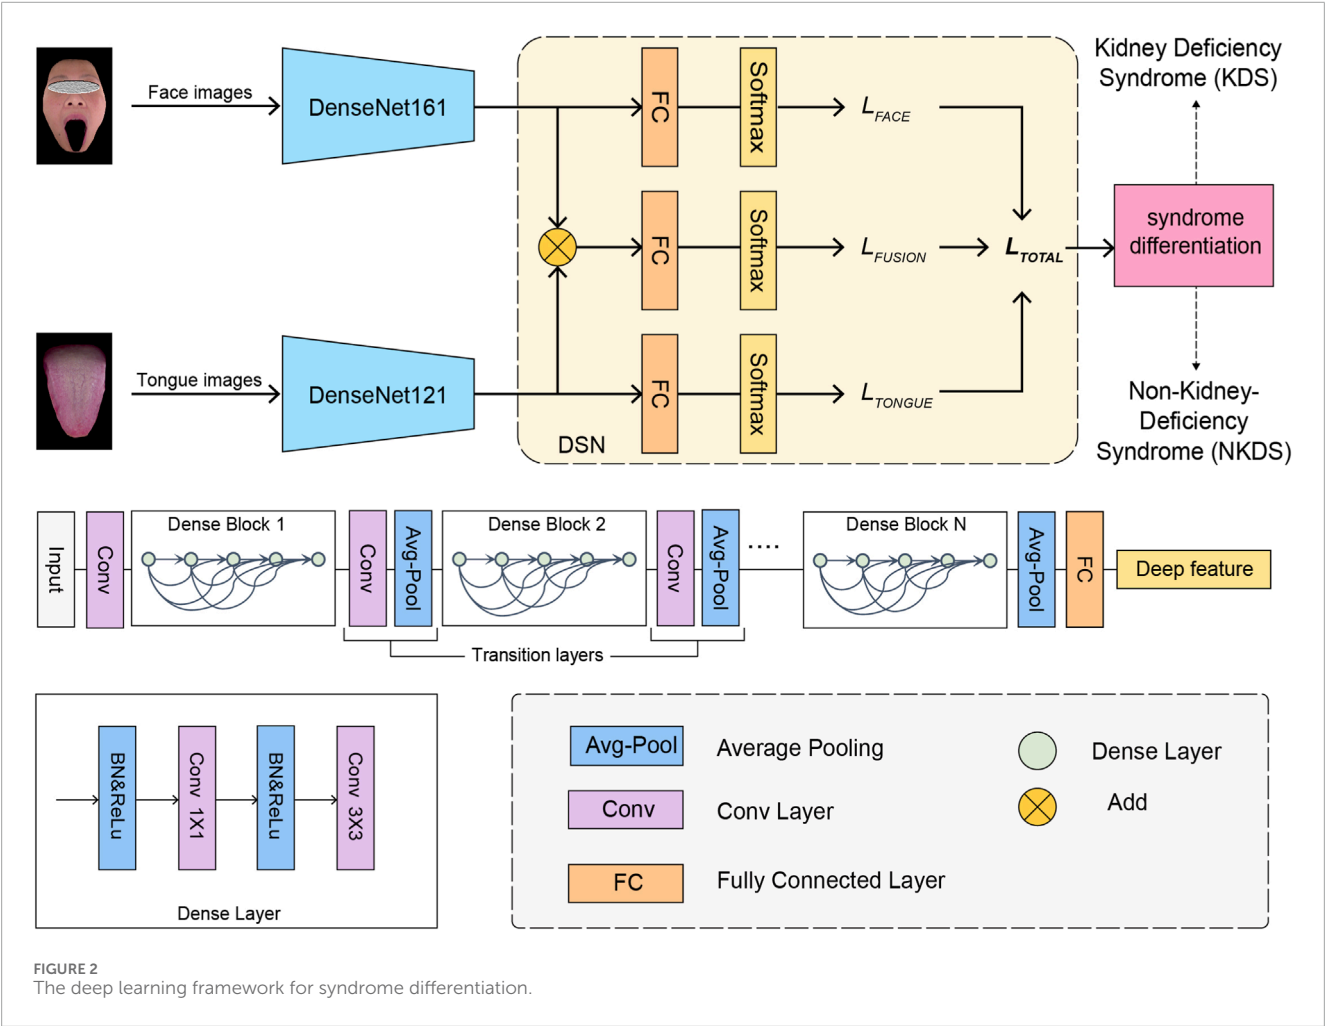 Face images
DenseNet161
FC
Softmax
L FACE
Kidney Deficiency
Syndrome (KDS)
FC
Softmax
L FUSION
L TOTAL
syndrome
differentiation
Tongue images
DenseNet121
FC
Softmax
L TONGUE
DSN
Non-Kidney-
Deficiency
Syndrome (NKDS)
Input
Conv
Dense Block 1
Conv
Avg-Pool
Dense Block 2
Conv
Avg-Pool
....
Dense Block N
Avg-Pool
FC
Deep feature
Transition layers
BN&ReLu
Conv 1X1
BN&ReLu
Conv 3X3
Dense Layer
Avg-Pool Average Pooling
Conv Conv Layer
FC Fully Connected Layer
Dense Layer
Add
FIGURE 2
The deep learning framework for syndrome differentiation.